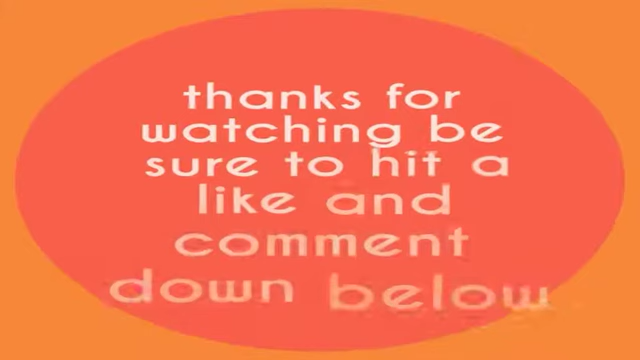 thanks for
watching be
sure to hit a
like and
comment
down below